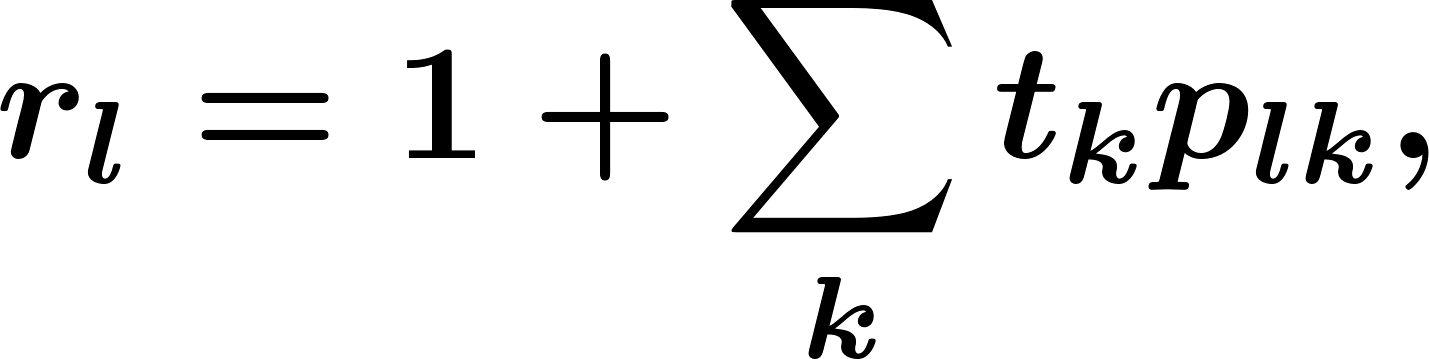 $r_l = 1 + \sum_k t_k p_{lk},$